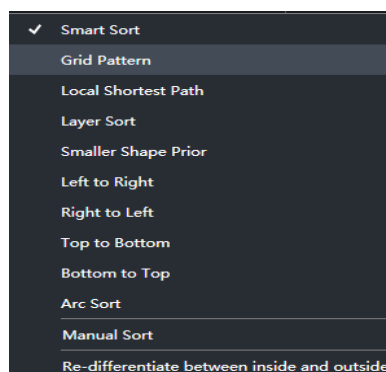 Smart Sort
Grid Pattern
Local Shortest Path
Layer Sort
Smaller Shape Prior
Left to Right
Right to Left
Top to Bottom
Bottom to Top
Arc Sort
Manual Sort
Re-differentiate between inside and outside